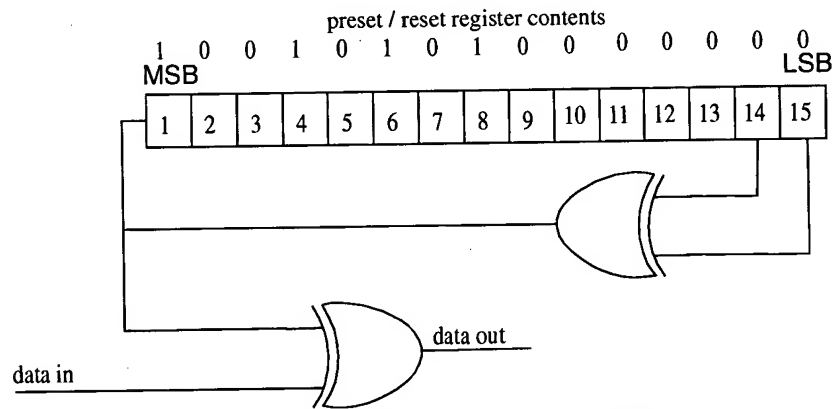 preset / reset register contents
1 0 0 1 0 1 0 1 0 0 0 0 0 0 0
MSB LSB
1 2 3 4 5 6 7 8 9 10 11 12 13 14 15
data out
data in